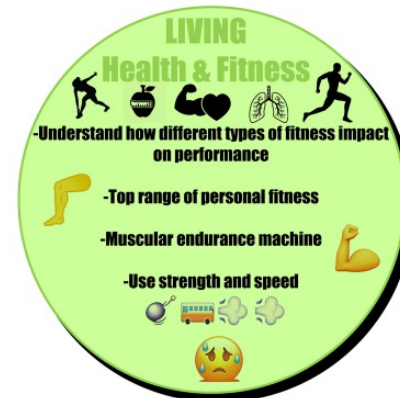 LIVING
Health & Fitness
-Understand how different types of fitness impact
on performance
-Top range of personal fitness
-Muscular endurance machine
-Use strength and speed